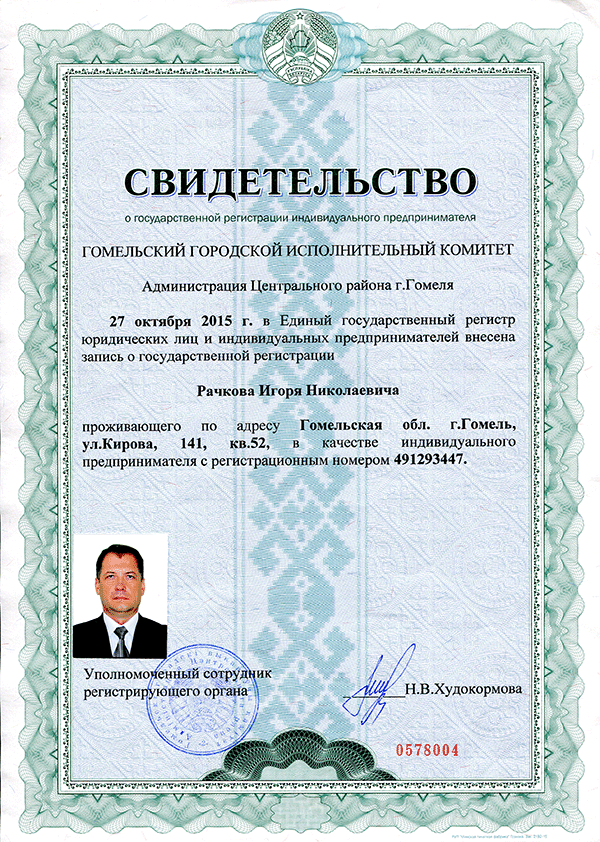 СВИДЕТЕЛЬСТВО
о государственной регистрации индивидуального предпринимателя
ГОМЕЛЬСКИЙ ГОРОДСКОЙ ИСПОЛНИТЕЛЬНЫЙ КОМИТЕТ
Администрация Центрального района г.Гомеля
27 октября 2015 г. в Единый государственный регистр
юридических лиц и индивидуальных предпринимателей внесена
запись о государственной регистрации
Рачкова Игоря Николаевича
проживающего по адресу Гомельская обл. г.Гомель,
ул.Кирова, 141, кв.52, в качестве индивидуального
предпринимателя с регистрационным номером 491293447.
Уполномоченный сотрудник
регистрирующего органа
Н.В.Худокормова
0578004